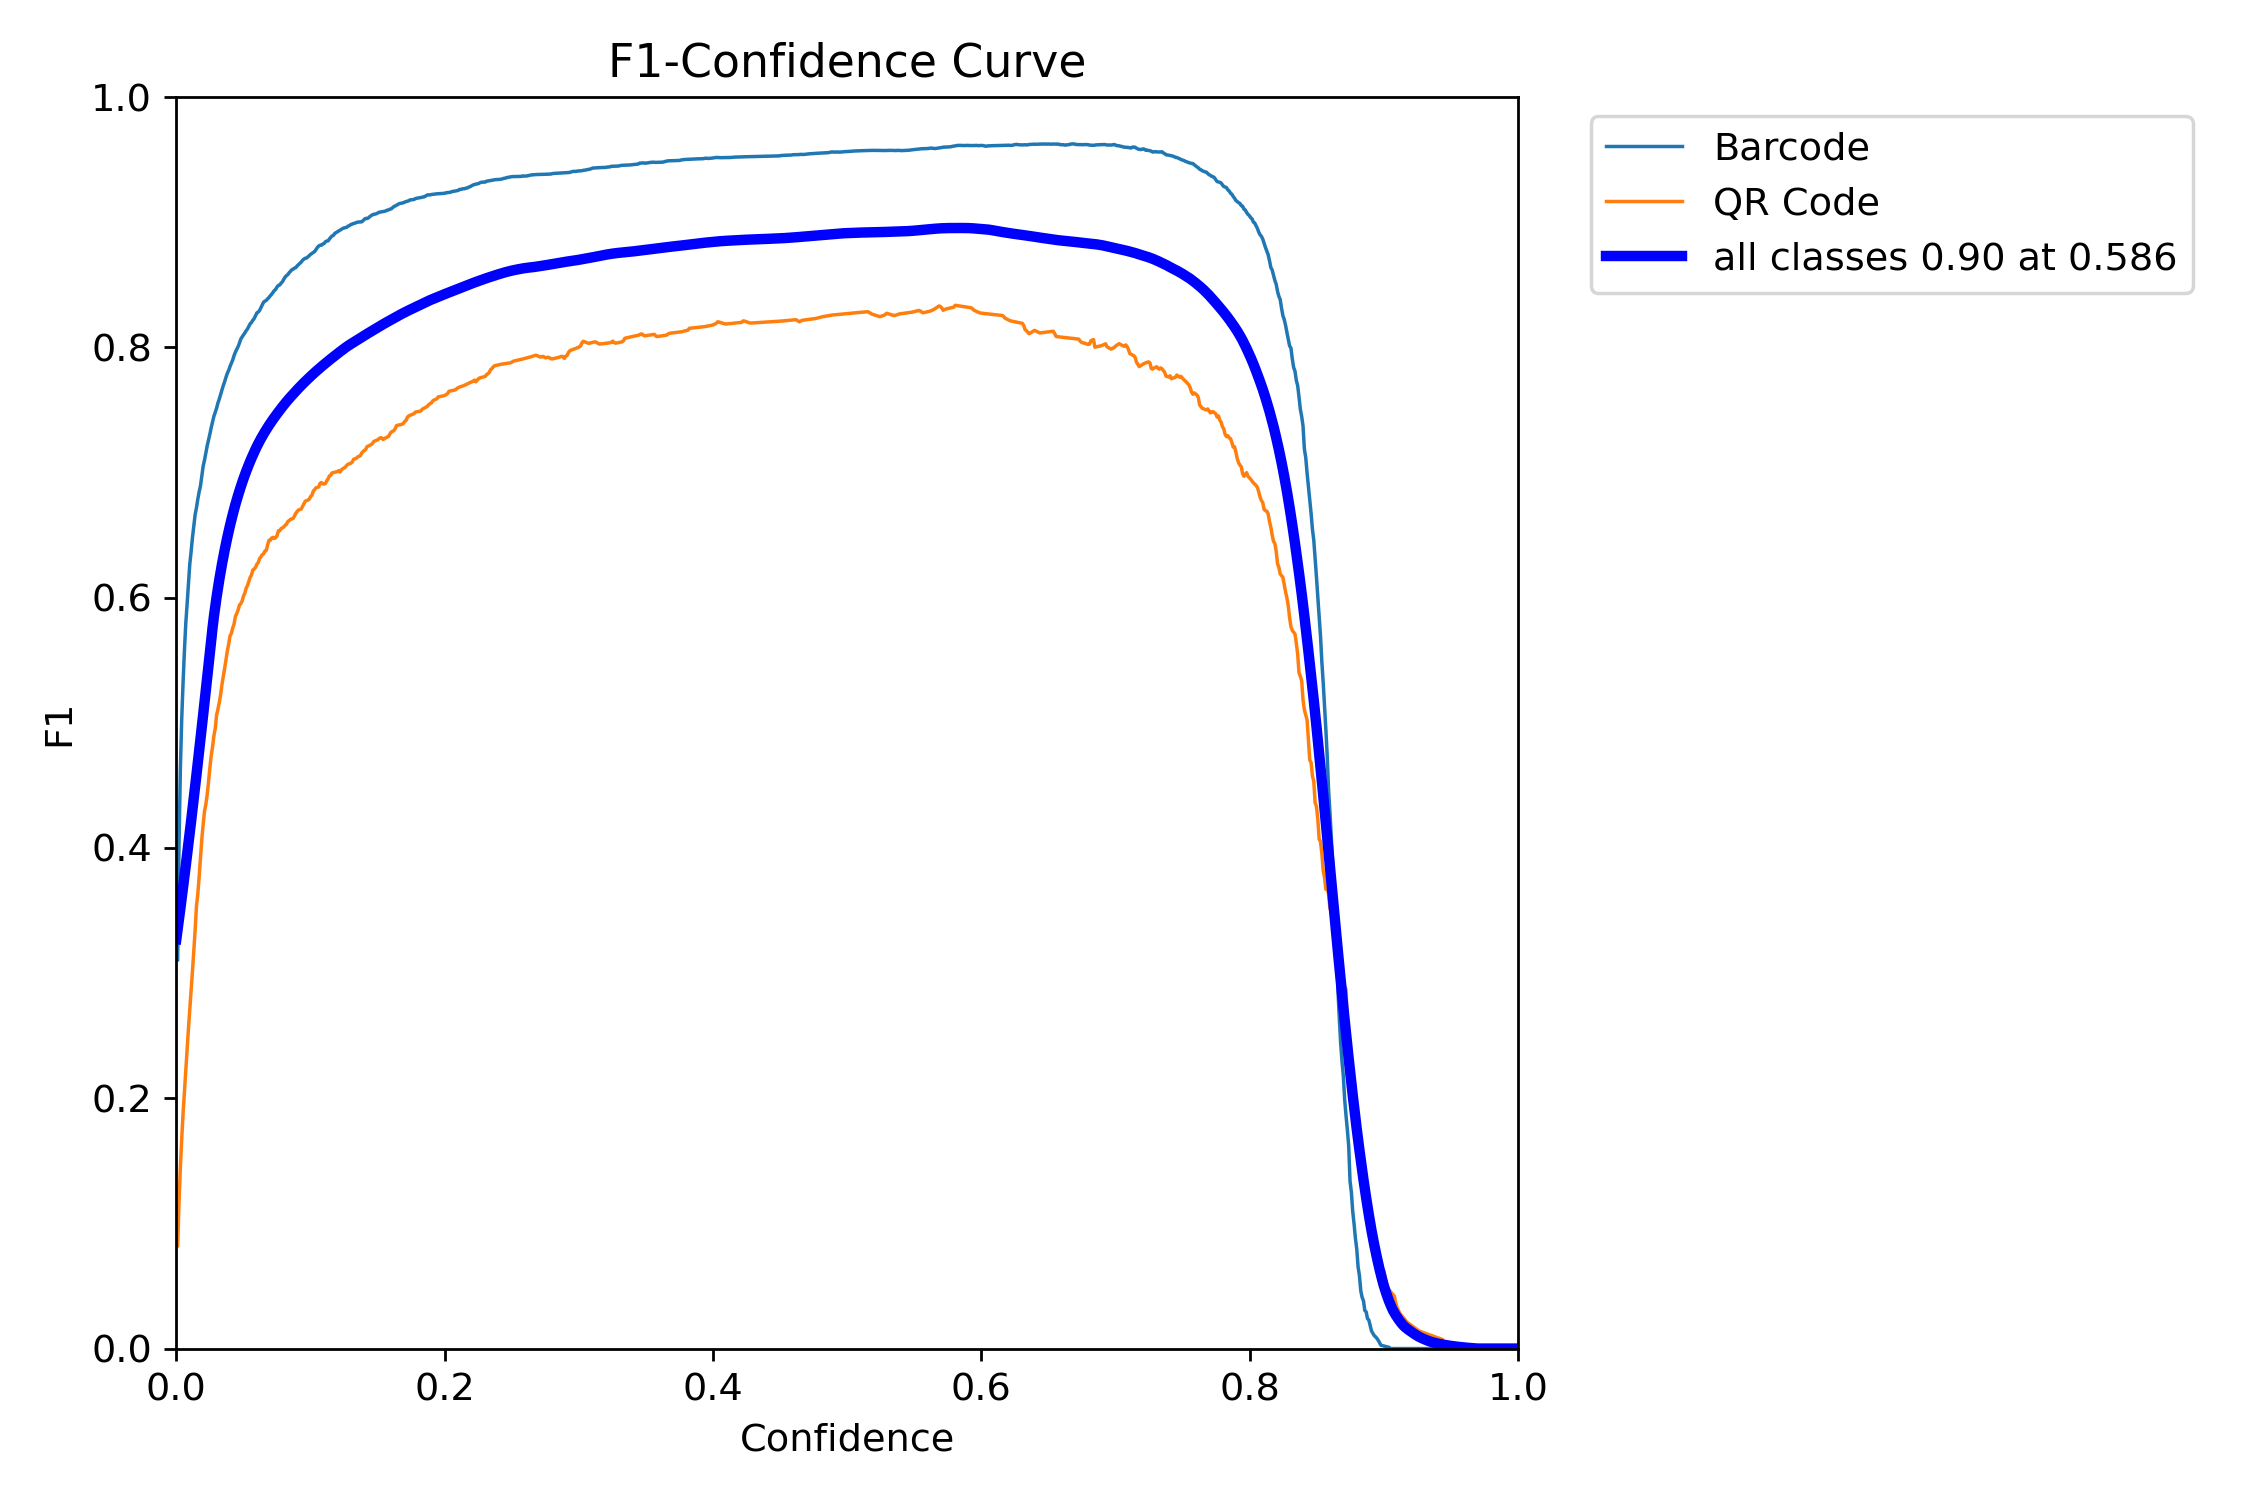 F1-Confidence Curve
1.0
0.8
0.6
0.4
0.2
0.0
F1
0.0 0.2 0.4 0.6 0.8 1.0
Confidence
Barcode
QR Code
all classes 0.90 at 0.586